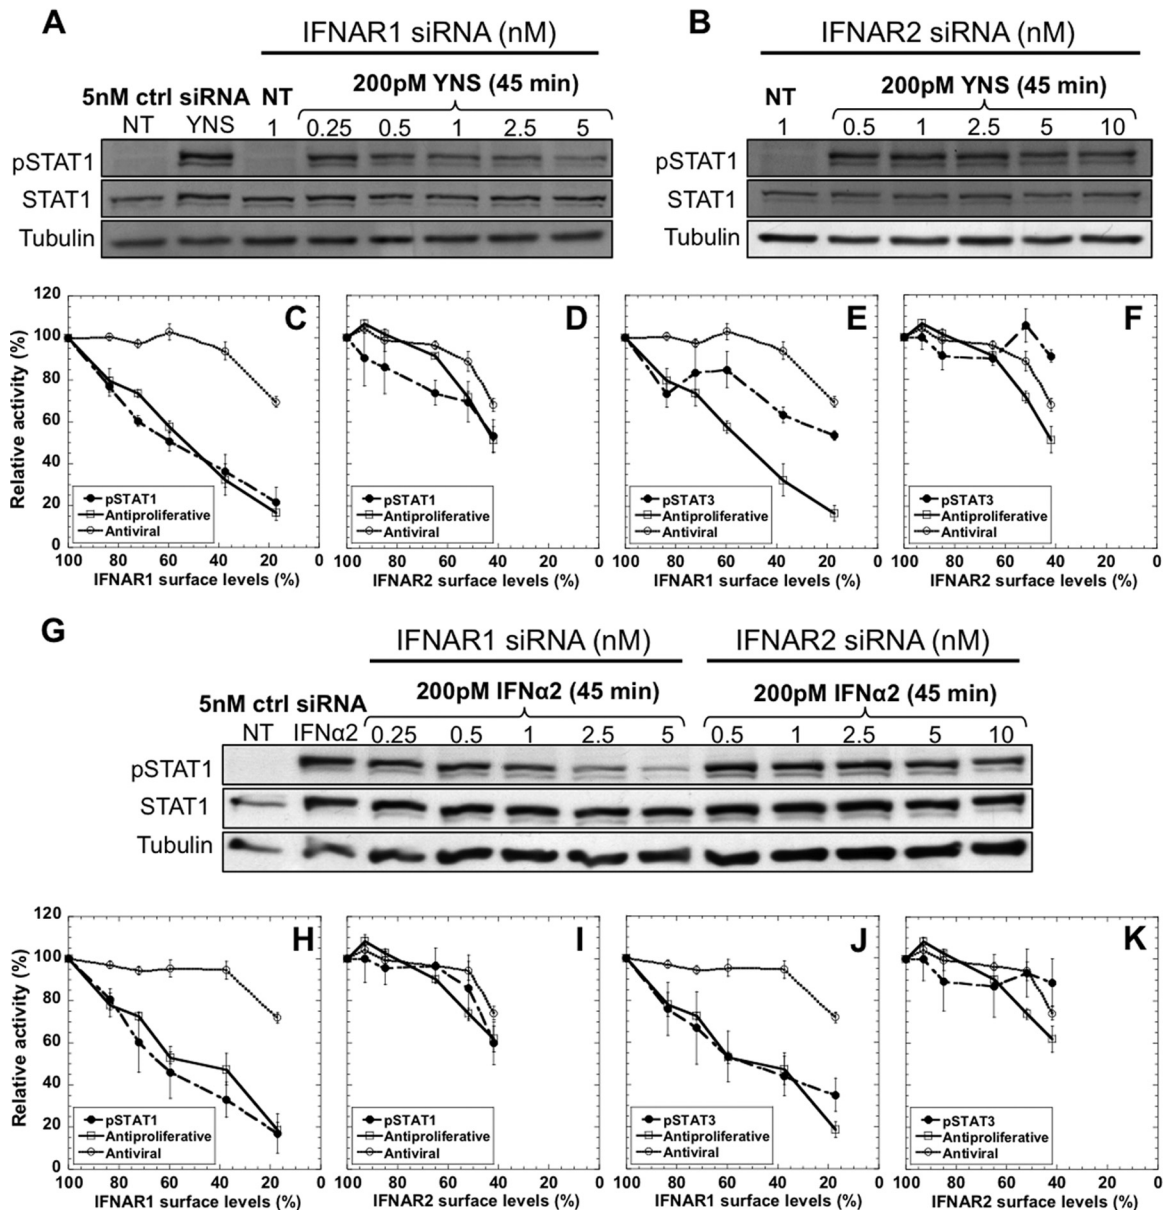 A
IFNAR1 siRNA (nM)
200pM YNS (45 min)
5nM ctrl siRNA NT
NT YNS 1 0.25 0.5 1 2.5 5
pSTAT1
STAT1
Tubulin
B
IFNAR2 siRNA (nM)
200pM YNS (45 min)
NT
1 0.5 1 2.5 5 10
pSTAT1
STAT1
Tubulin
Relative activity (%)
120
100
80
60
40
20
0
C
pSTAT1
Antiproliferative
Antiviral
100 80 60 40 20 0
IFNAR1 surface levels (%)
D
pSTAT1
Antiproliferative
Antiviral
100 80 60 40 20 0
IFNAR2 surface levels (%)
E
pSTAT3
Antiproliferative
Antiviral
100 80 60 40 20 0
IFNAR1 surface levels (%)
F
pSTAT3
Antiproliferative
Antiviral
100 80 60 40 20 0
IFNAR2 surface levels (%)
G
IFNAR1 siRNA (nM) IFNAR2 siRNA (nM)
200pM IFNα2 (45 min) 200pM IFNα2 (45 min)
5nM ctrl siRNA
NT IFNα2 0.25 0.5 1 2.5 5 0.5 1 2.5 5 10
pSTAT1
STAT1
Tubulin
Relative activity (%)
120
100
80
60
40
20
0
H
pSTAT1
Antiproliferative
Antiviral
100 80 60 40 20 0
IFNAR1 surface levels (%)
I
pSTAT1
Antiproliferative
Antiviral
100 80 60 40 20 0
IFNAR2 surface levels (%)
J
pSTAT3
Antiproliferative
Antiviral
100 80 60 40 20 0
IFNAR1 surface levels (%)
K
pSTAT3
Antiproliferative
Antiviral
100 80 60 40 20 0
IFNAR2 surface levels (%)